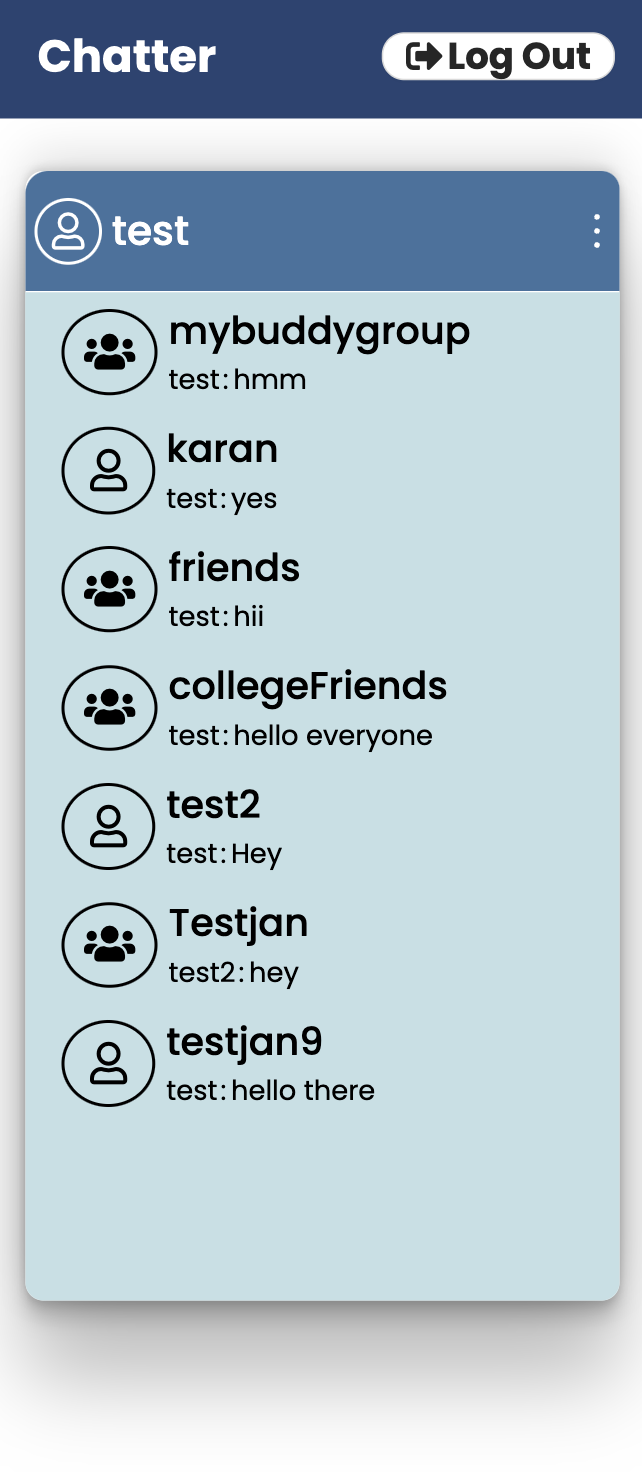 Chatter
Log Out
test
mybuddygroup
test:hmm
karan
test:yes
friends
test:hii
collegeFriends
test:hello everyone
test2
test:Hey
Testjan
test2:hey
testjan9
test:hello there